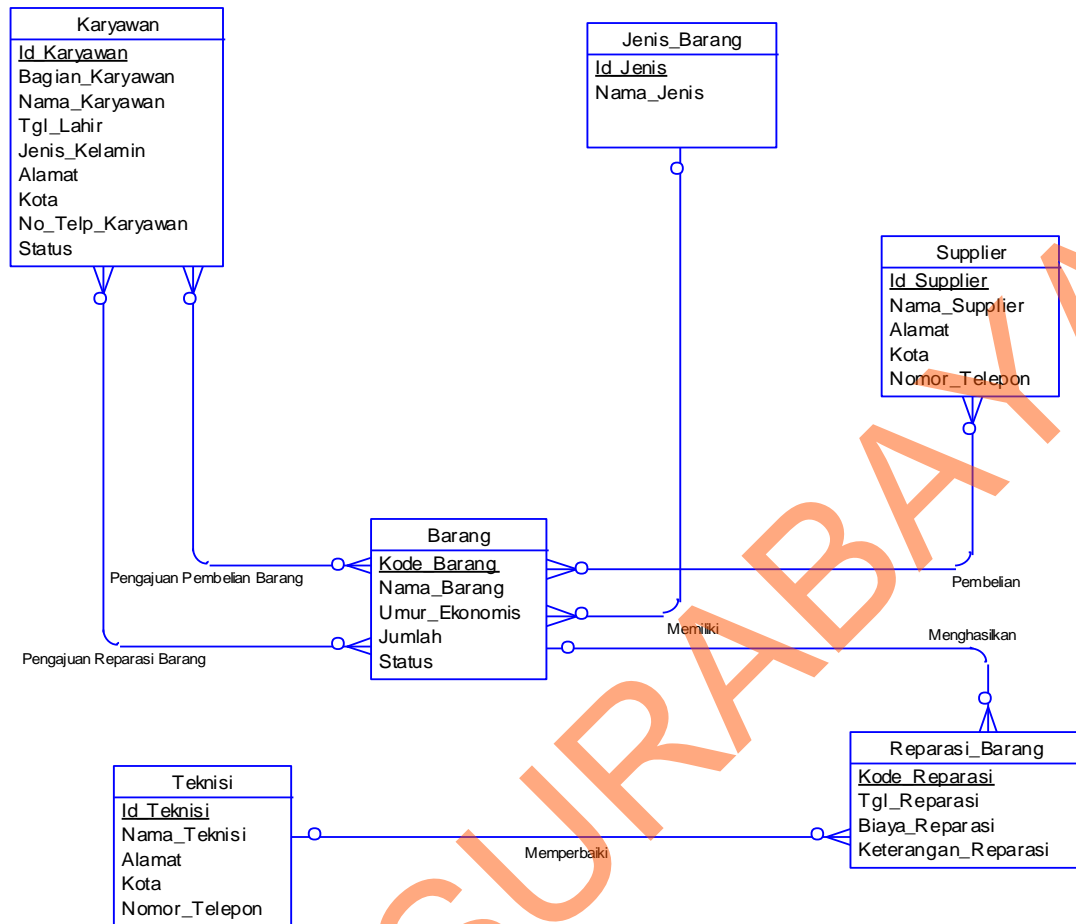 Karyawan
Id_Karyawan
Bagian_Karyawan
Nama_Karyawan
Tgl_Lahir
Jenis_Kelamin
Alamat
Kota
No_Telp_Karyawan
Status
Jenis_Barang
Id_Jenis
Nama_Jenis
Supplier
Id_Supplier
Nama_Supplier
Alamat
Kota
Nomor_Telepon
Barang
Kode_Barang
Nama_Barang
Umur_Ekonomis
Jumlah
Status
Pengajuan Pembelian Barang
Pengajuan Reparasi Barang
Pembelian
Memiliki
Menghasilkan
Reparasi_Barang
Kode_Reparasi
Tgl_Reparasi
Biaya_Reparasi
Keterangan_Reparasi
Teknisi
Id_Teknisi
Nama_Teknisi
Alamat
Kota
Nomor_Telepon
Memperbaiki
SURABAYA